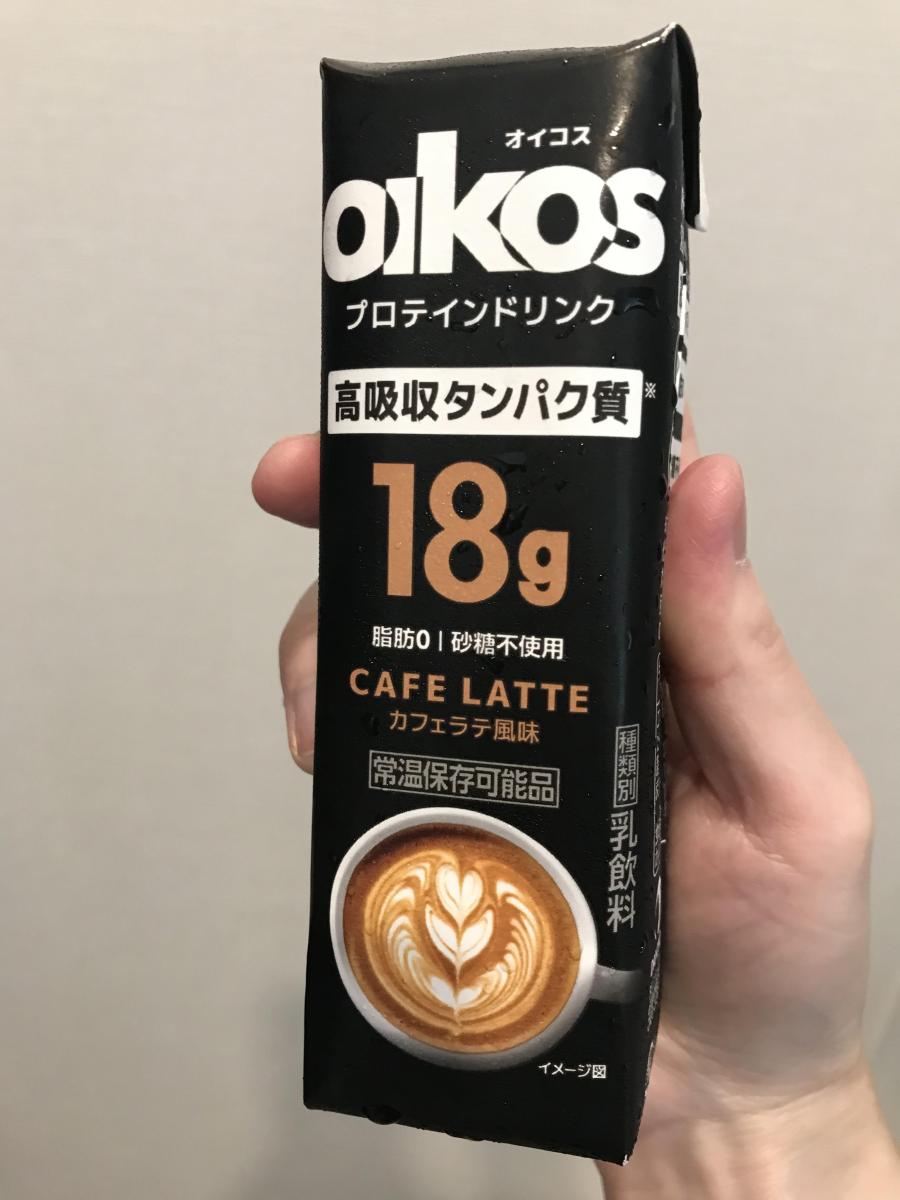 オイコス
oikos
プロテインドリンク
高吸収タンパク質※
18g
脂肪0 | 砂糖不使用
CAFE LATTE
カフェラテ風味
常温保存可能品
種類別 乳飲料
イメージ図